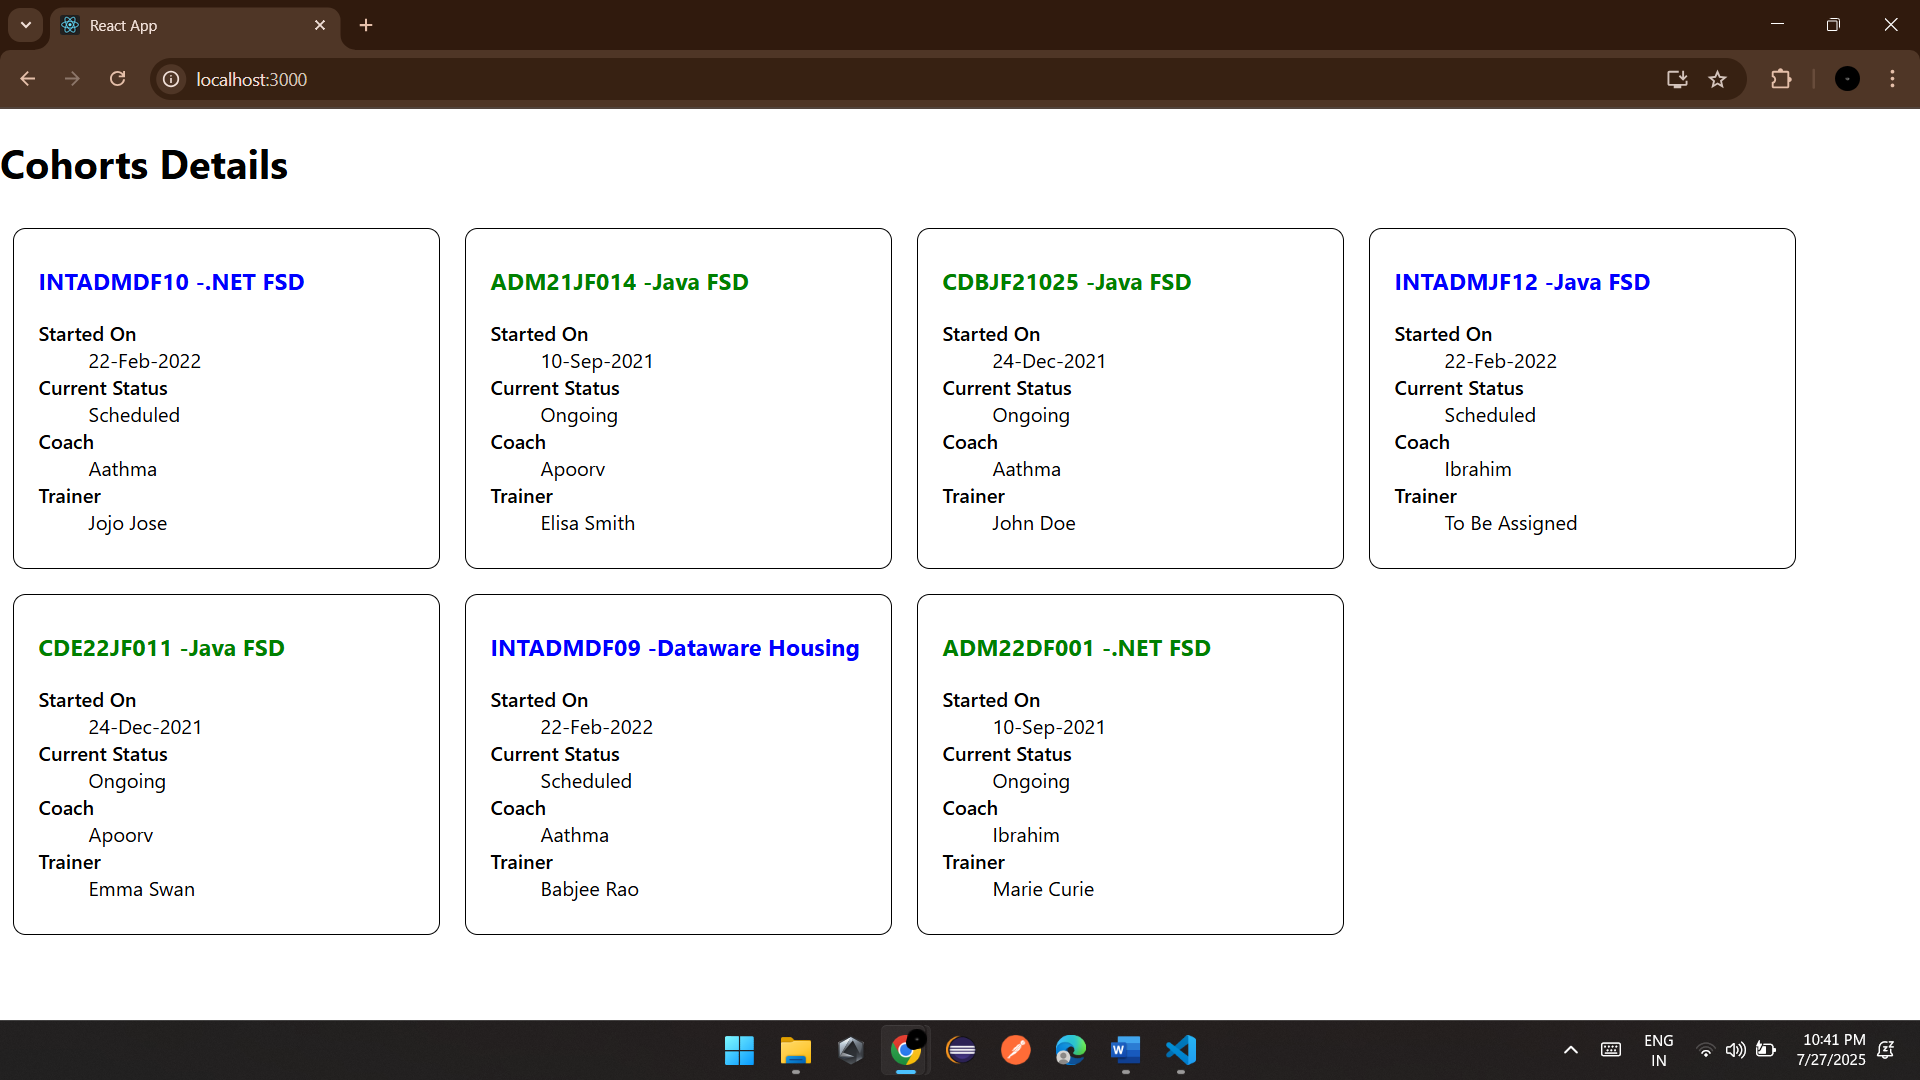 React App
localhost:3000
Cohorts Details
INTADMDF10 -.NET FSD
Started On
22-Feb-2022
Current Status
Scheduled
Coach
Aathma
Trainer
Jojo Jose
ADM21JF014 -Java FSD
Started On
10-Sep-2021
Current Status
Ongoing
Coach
Apoorv
Trainer
Elisa Smith
CDBJF21025 -Java FSD
Started On
24-Dec-2021
Current Status
Ongoing
Coach
Aathma
Trainer
John Doe
INTADMJF12 -Java FSD
Started On
22-Feb-2022
Current Status
Scheduled
Coach
Ibrahim
Trainer
To Be Assigned
CDE22JF011 -Java FSD
Started On
24-Dec-2021
Current Status
Ongoing
Coach
Apoorv
Trainer
Emma Swan
INTADMDF09 -Dataware Housing
Started On
22-Feb-2022
Current Status
Scheduled
Coach
Aathma
Trainer
Babjee Rao
ADM22DF001 -.NET FSD
Started On
10-Sep-2021
Current Status
Ongoing
Coach
Ibrahim
Trainer
Marie Curie
ENG
IN
10:41 PM
7/27/2025